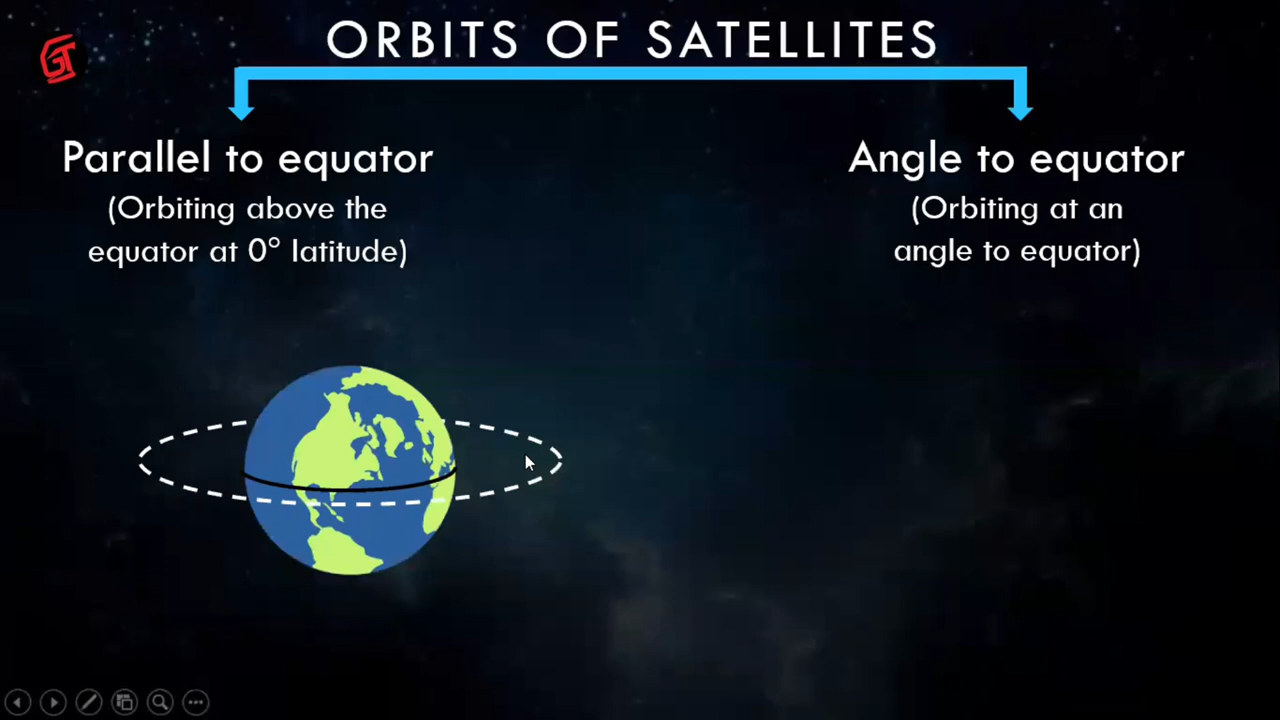 GT
ORBITS OF SATELLITES
Parallel to equator
(Orbiting above the
equator at 0° latitude)
Angle to equator
(Orbiting at an
angle to equator)